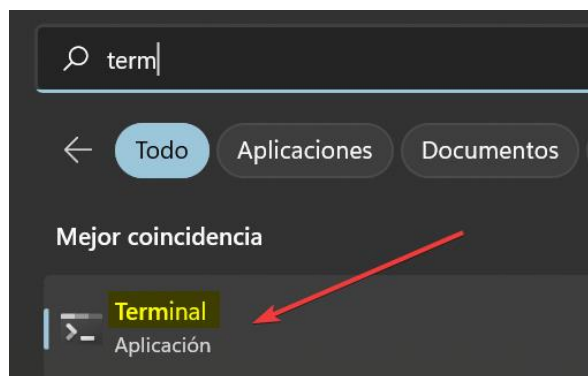 term
Todo Aplicaciones Documentos
Mejor coincidencia
Terminal
Aplicación